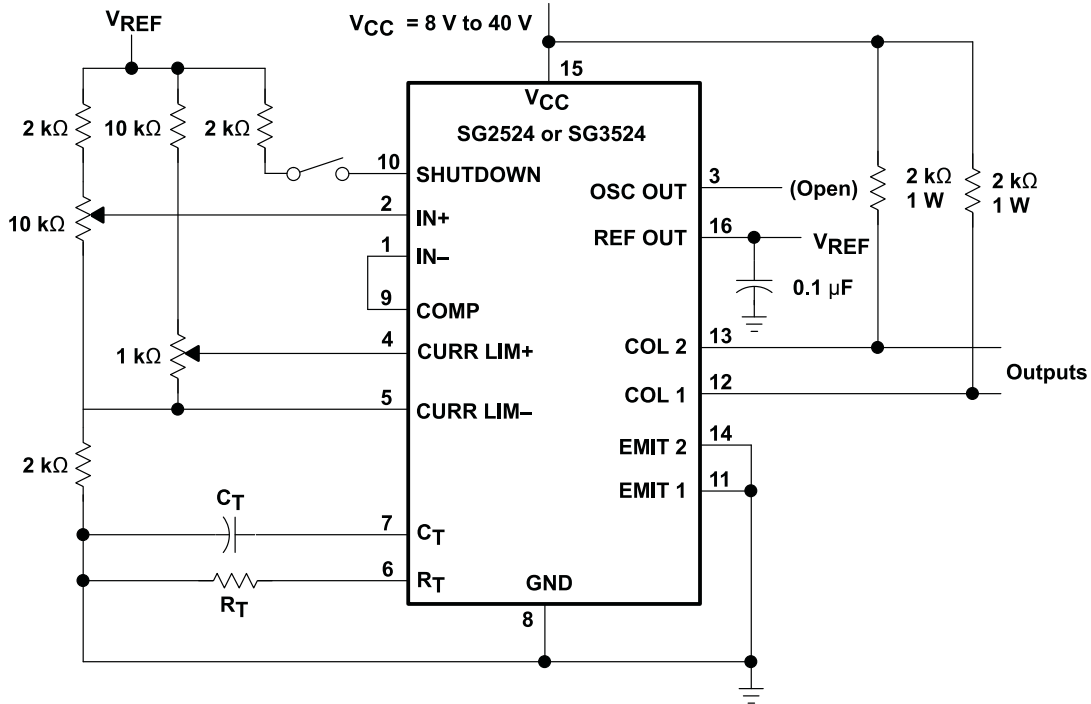 VREF
VCC = 8 V to 40 V
15
VCC
SG2524 or SG3524
2 kΩ
10 kΩ
2 kΩ
10
SHUTDOWN
3
OSC OUT
(Open)
2 kΩ
1 W
2 kΩ
1 W
10 kΩ
2
IN+
16
REF OUT
VREF
1
IN–
0.1 µF
9
COMP
1 kΩ
4
CURR LIM+
13
COL 2
Outputs
12
COL 1
5
CURR LIM–
14
EMIT 2
2 kΩ
11
EMIT 1
CT
7
CT
6
RT
RT
GND
8